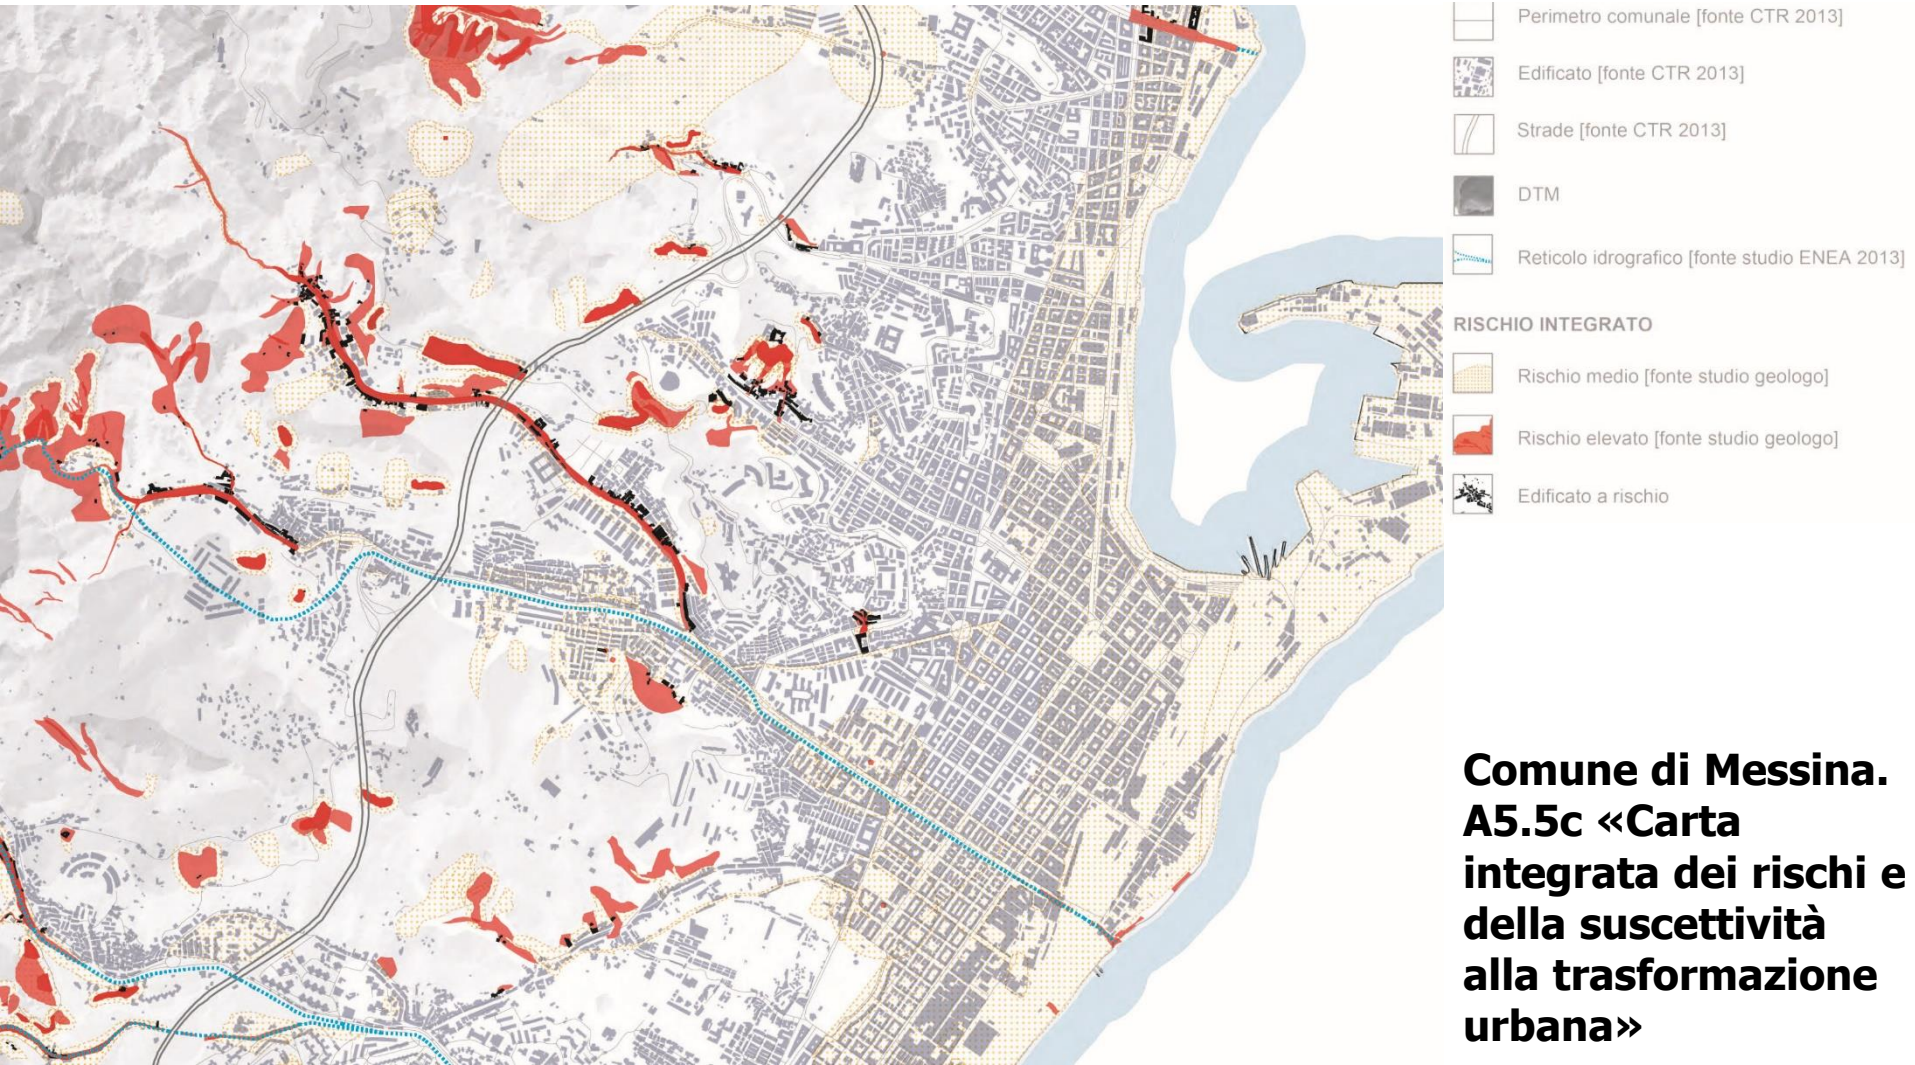 Perimetro comunale [fonte CTR 2013]
Edificato [fonte CTR 2013]
Strade [fonte CTR 2013]
DTM
Reticolo idrografico [fonte studio ENEA 2013]
RISCHIO INTEGRATO
Rischio medio [fonte studio geologo]
Rischio elevato [fonte studio geologo]
Edificato a rischio
Comune di Messina.
A5.5c «Carta
integrata dei rischi e
della suscettività
alla trasformazione
urbana»